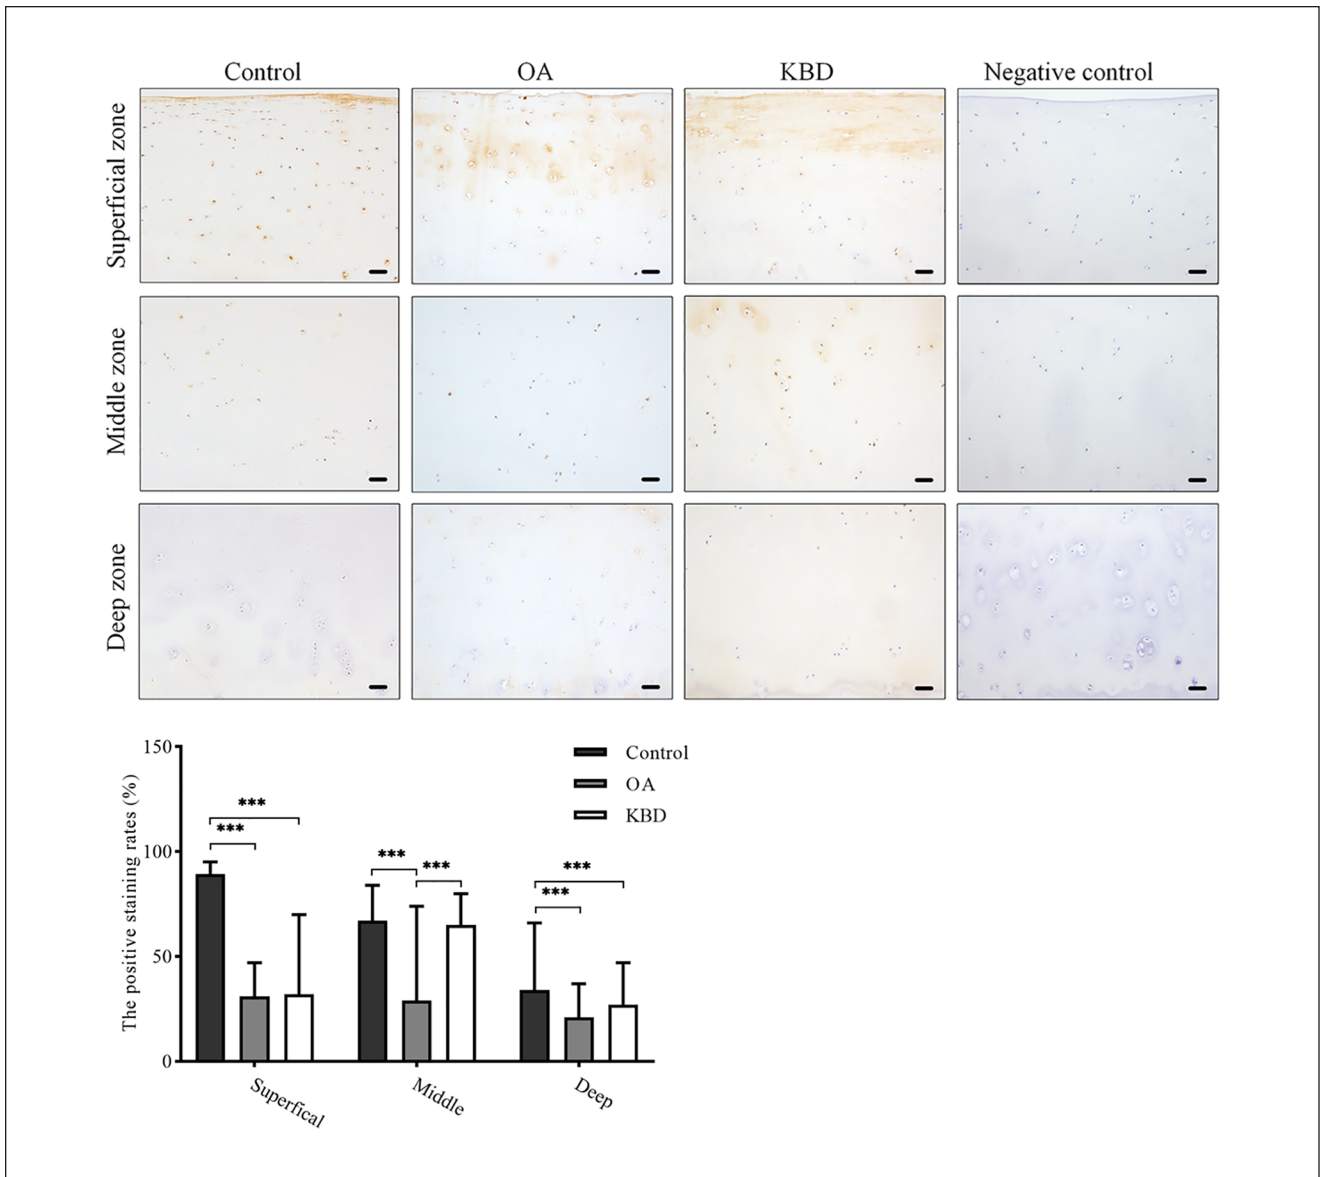 Control
OA
KBD
Negative control
Superficial zone
Middle zone
Deep zone
The positive staining rates (%)
150
100
50
0
***
***
***
***
***
***
Control
OA
KBD
Superfical
Middle
Deep